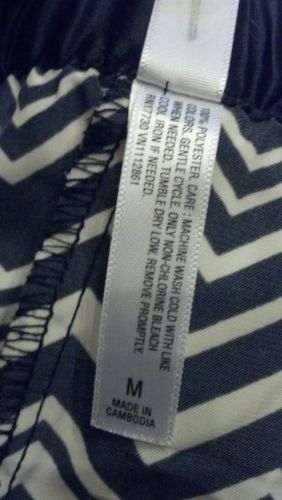 100% POLYESTER, CARE : MACHINE WASH COLD WITH LIKE
COLORS, GENTLE CYCLE. ONLY NON-CHLORINE BLEACH
WHEN NEEDED, TUMBLE DRY LOW, REMOVE PROMPTLY.
COOL IRON IF NEEDED.
RN17730 VN1112861
M
MADE IN
CAMBODIA